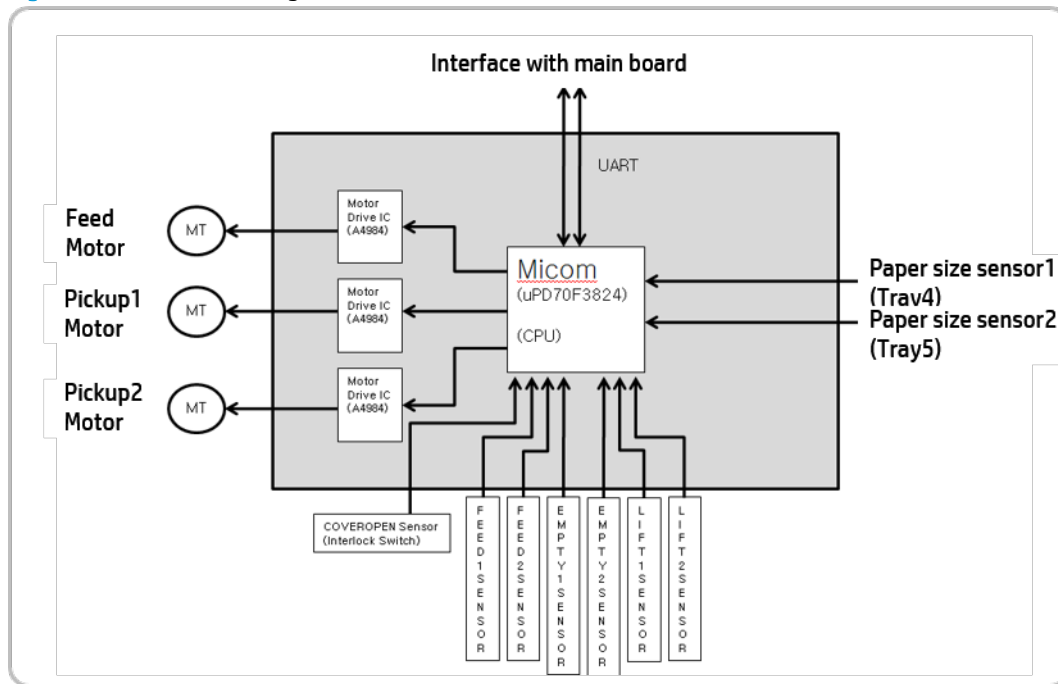 Interface with main board
UART
Feed
Motor
MT
Motor
Drive IC
(A4984)
Micom
(uPD70F3824)
(CPU)
Paper size sensor1
(Trav4)
Paper size sensor2
(Tray5)
Pickup1
Motor
MT
Motor
Drive IC
(A4984)
Pickup2
Motor
MT
Motor
Drive IC
(A4984)
COVEROPEN Sensor
(Interlock Switch)
FEED1SENSOR
FEED2SENSOR
EMPTY1SENSOR
EMPTY2SENSOR
LIFT1SENSOR
LIFT2SENSOR